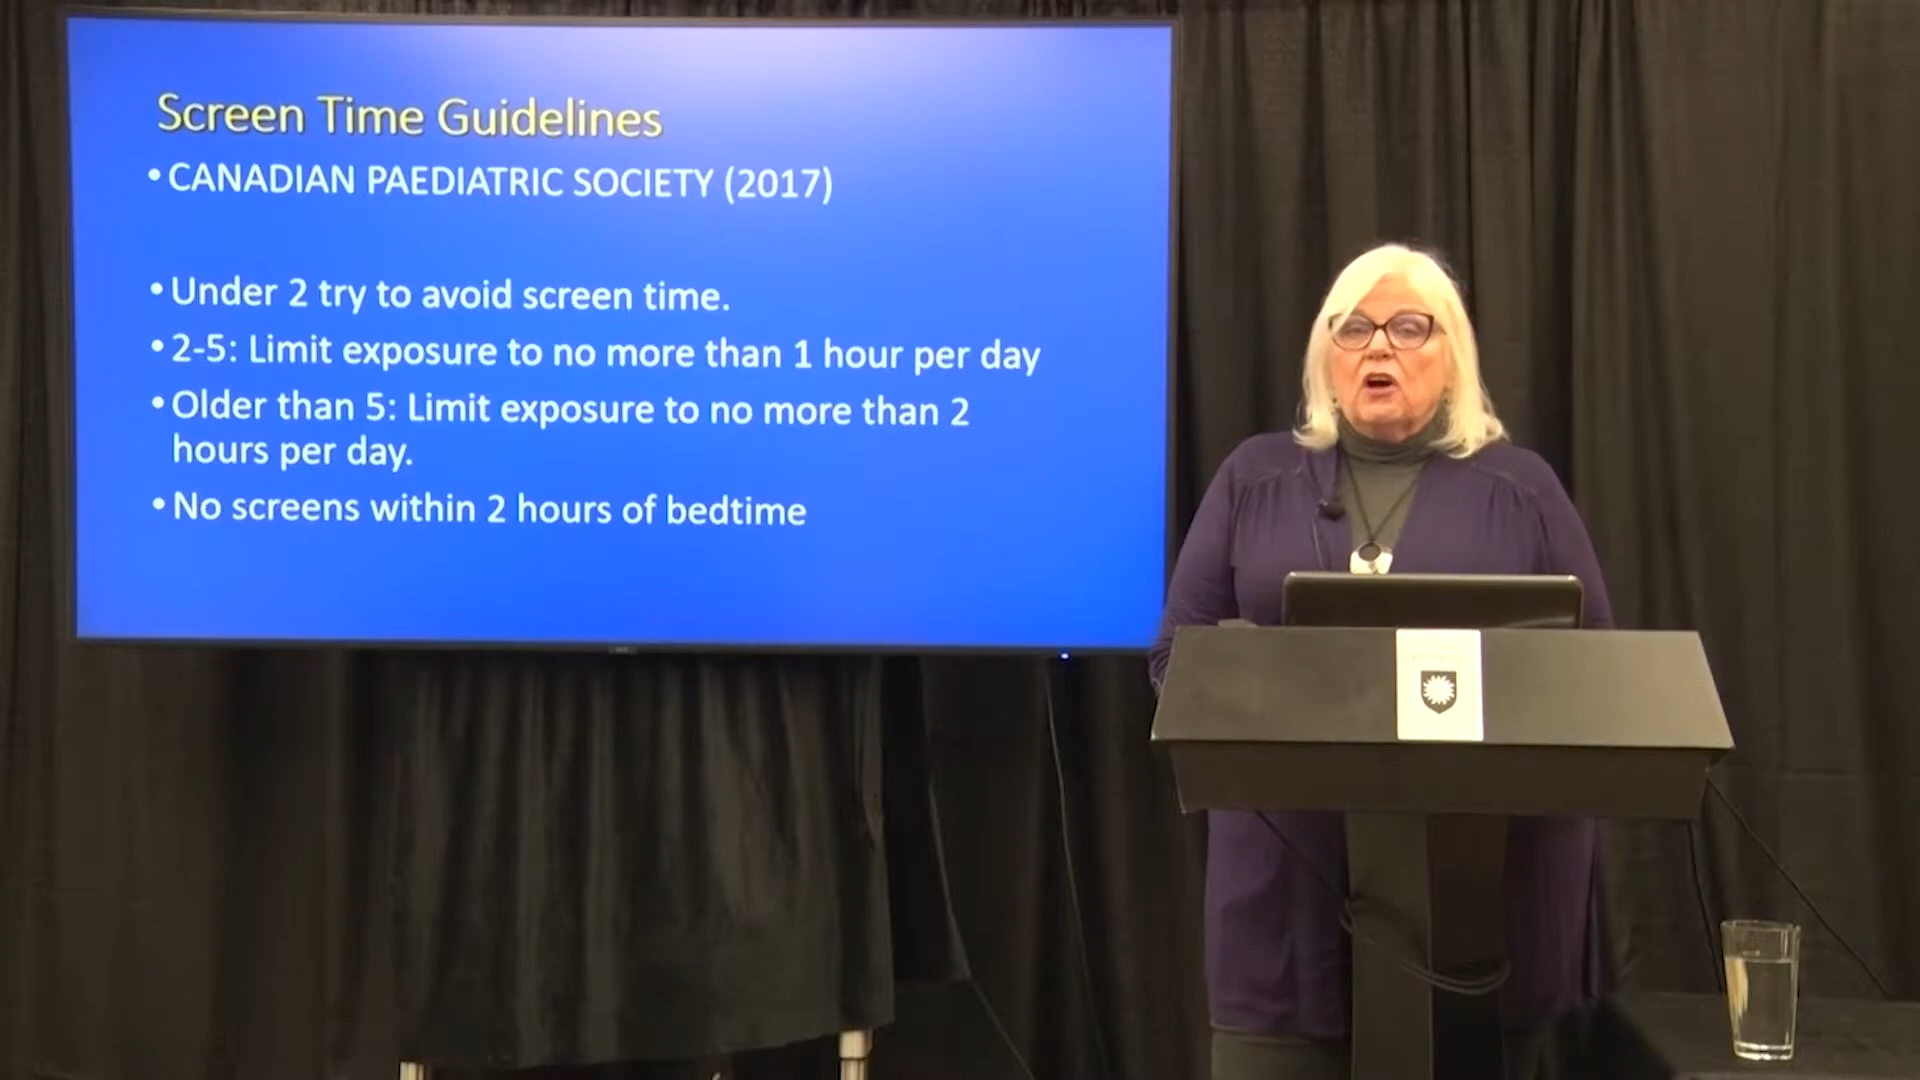 Screen Time Guidelines
• CANADIAN PAEDIATRIC SOCIETY (2017)
• Under 2 try to avoid screen time.
• 2-5: Limit exposure to no more than 1 hour per day
• Older than 5: Limit exposure to no more than 2
hours per day.
• No screens within 2 hours of bedtime